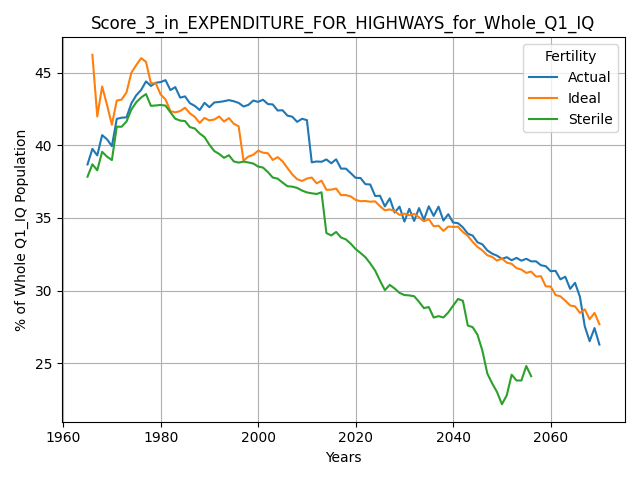 Score_3_in_EXPENDITURE_FOR_HIGHWAYS_for_Whole_Q1_IQ
% of Whole Q1_IQ Population
45
40
35
30
25
Fertility
Actual
Ideal
Sterile
1960 1980 2000 2020 2040 2060
Years